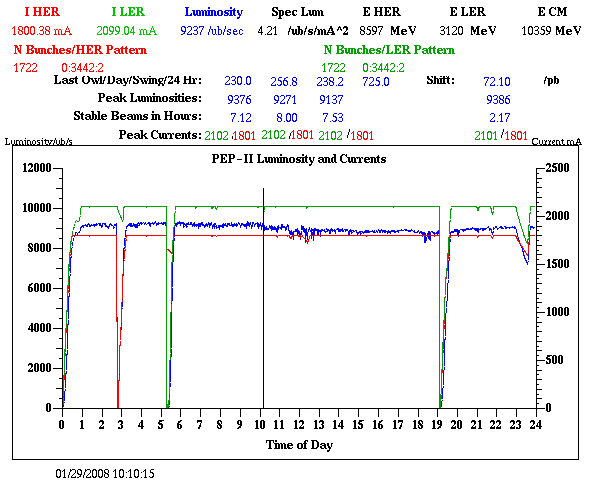 I HER I LER Luminosity Spec Lum E HER E LER E CM
1800.38 mA 2099.04 mA 9237 /ub/sec 4.21 /ub/s/mA^2 8597 MeV 3120 MeV 10359 MeV
N Bunches/HER Pattern N Bunches/LER Pattern
1722 0:3442:2 1722 0:3442:2
Last Owl/Day/Swing/24 Hr: 230.0 256.8 238.2 725.0 Shift: 72.10 /pb
Peak Luminosities: 9376 9271 9137 9386
Stable Beams in Hours: 7.12 8.00 7.53 2.17
Peak Currents: 2102/1801 2102/1801 2102/1801 2101/1801
Luminosity/ub/s Current mA
PEP-II Luminosity and Currents
12000 2500
10000
2000
8000
1500
6000
1000
4000
500
2000
0 0
0 1 2 3 4 5 6 7 8 9 10 11 12 13 14 15 16 17 18 19 20 21 22 23 24
Time of Day
01/29/2008 10:10:15